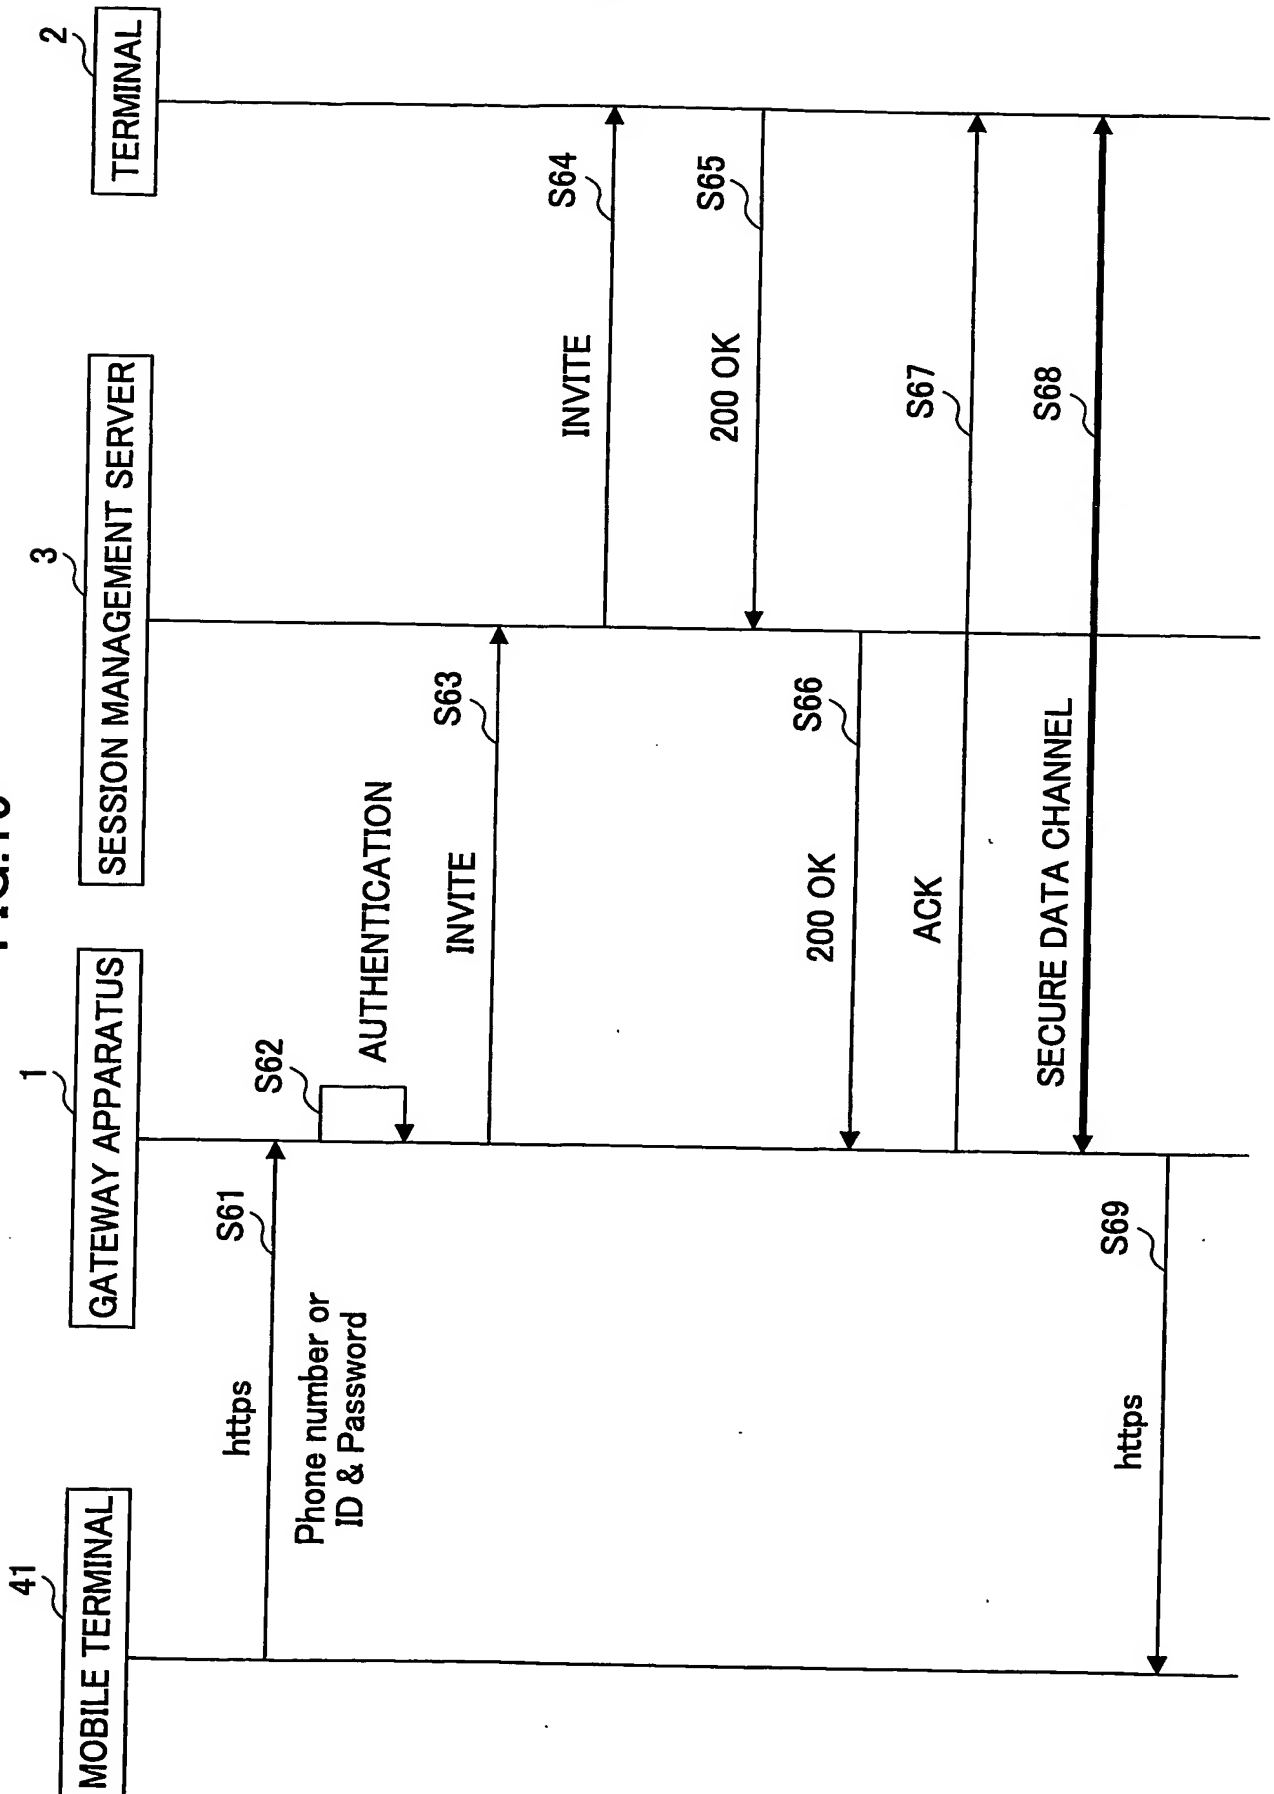 41
1
3
2
MOBILE TERMINAL
GATEWAY APPARATUS
SESSION MANAGEMENT SERVER
TERMINAL
https
S61
Phone number or
ID & Password
S62
AUTHENTICATION
INVITE
S63
INVITE
S64
200 OK
S65
200 OK
S66
ACK
S67
SECURE DATA CHANNEL
S68
https
S69